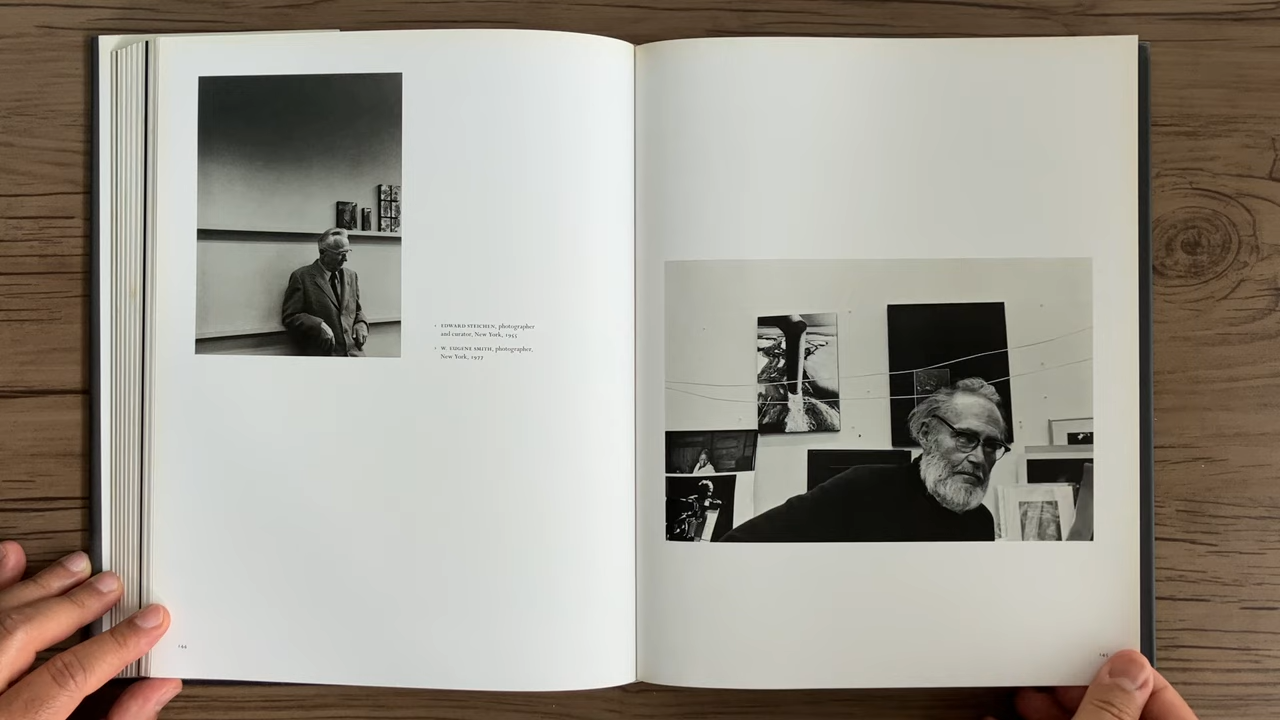 EDWARD STEICHEN, photographer
and curator, New York, 1955
W. EUGENE SMITH, photographer,
New York, 1977